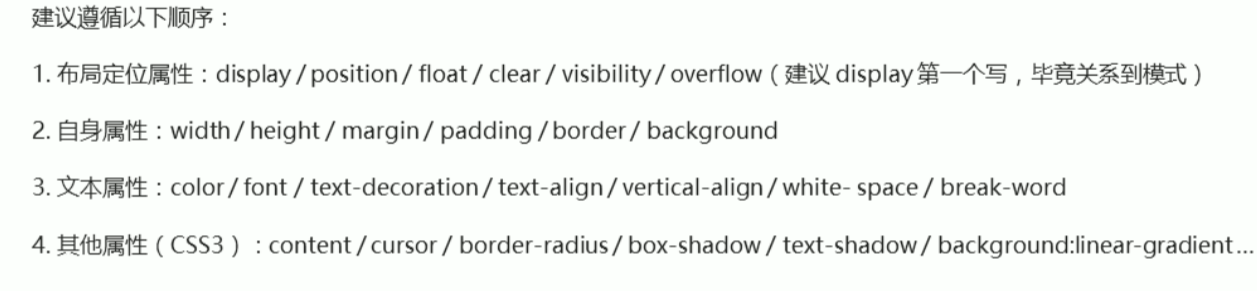 建议遵循以下顺序：
1. 布局定位属性：display / position / float / clear / visibility / overflow（建议 display 第一个写，毕竟关系到模式）
2. 自身属性：width / height / margin / padding / border / background
3. 文本属性：color / font / text-decoration / text-align / vertical-align / white- space / break-word
4. 其他属性（CSS3）：content / cursor / border-radius / box-shadow / text-shadow / background:linear-gradient…